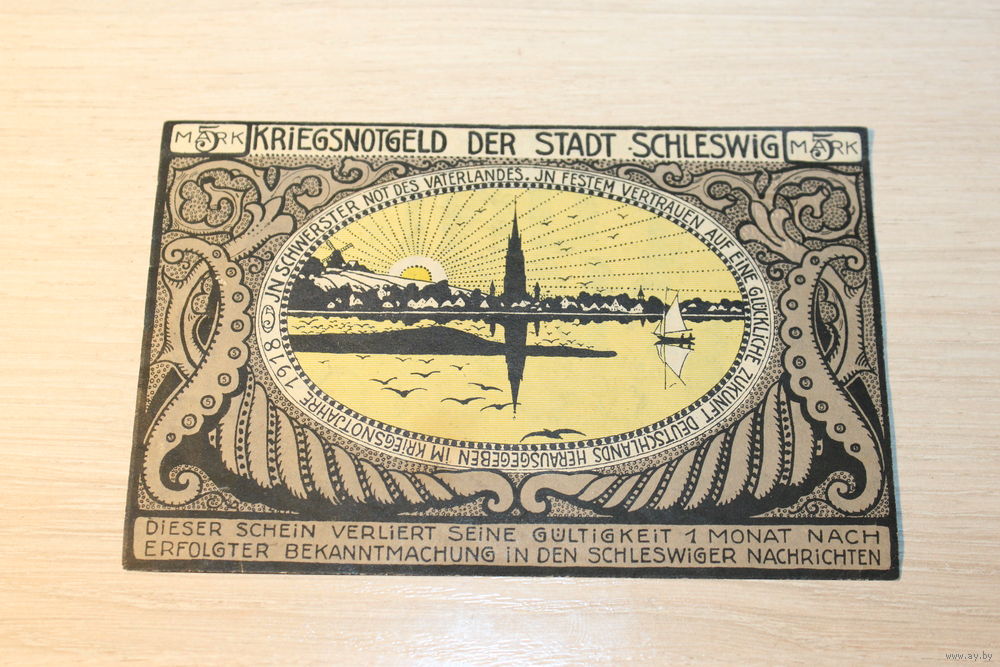 5 MARK
KRiEGSNOTGELD DER STADT SCHLESWiG
5 MARK
JN SCHWERSTER NOT DES VATERLANDES. JN FESTEM VERTRAUEN AUF EINE GLÜCKLICHE ZUKUNFT DEUTSCHLANDS HERAUSGEGEBEN IM KRIEGSNOTJAHRE 1918
DiESER SCHEiN VERLiERT SEiNE GÜLTiGKEiT 1 MONAT NACH
ERFOLGTER BEKANNTMACHUNG iN DEN SCHLESWiGER NACHRiCHTEN
www.ay.by